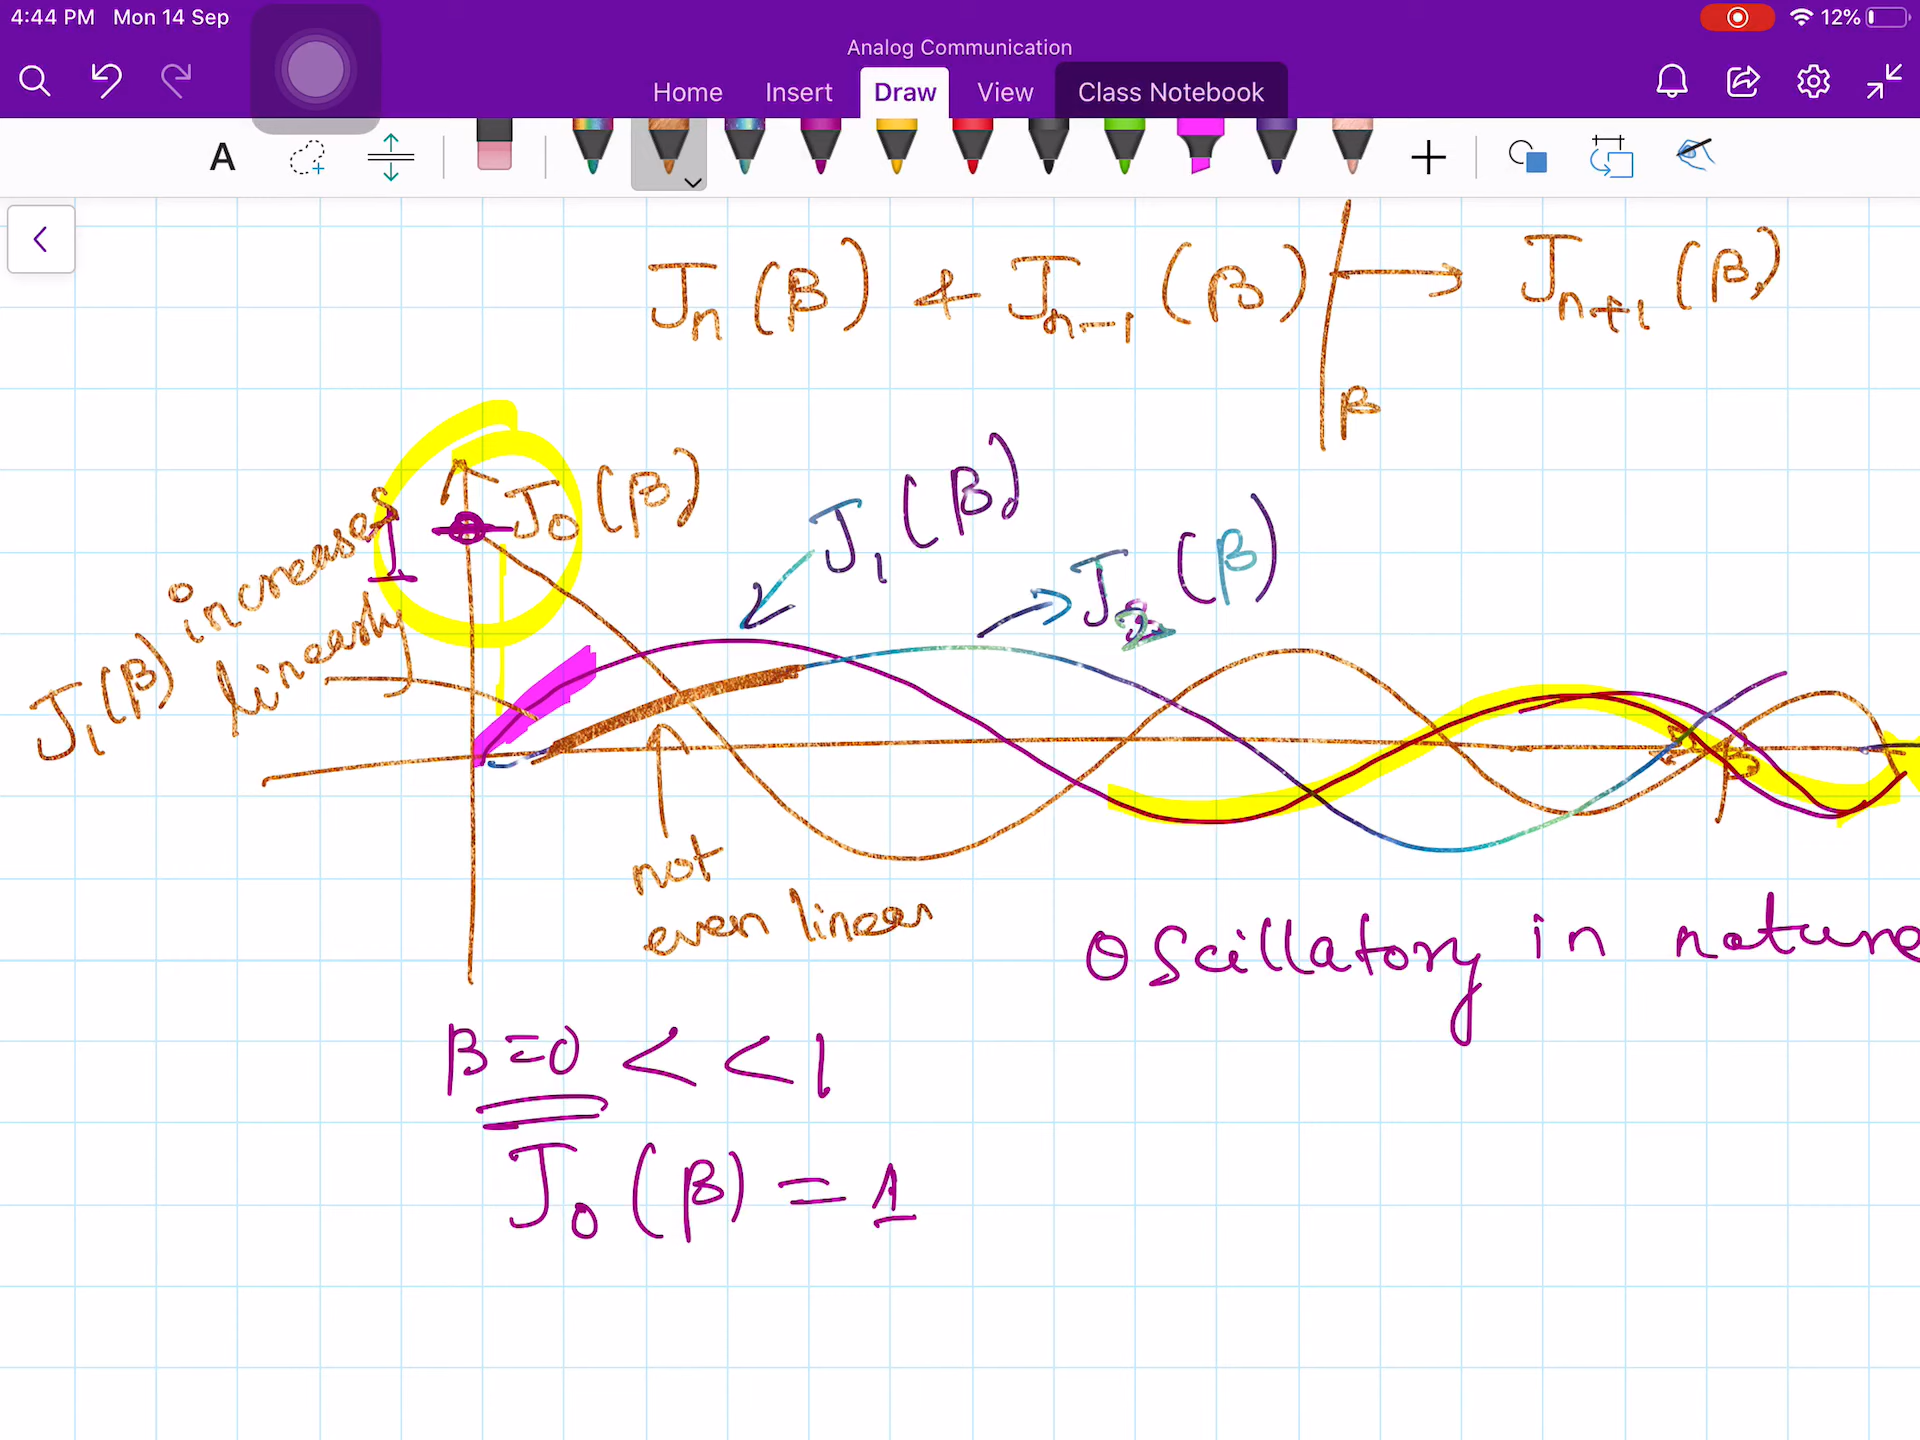 4:44 PM Mon 14 Sep
12%
Analog Communication
Home Insert Draw View Class Notebook
A
Jn (β) & Jn-1 (β) | → Jn+1 (β)
β
J0 (β)
1
J1 (β)
J2 (β)
J1(β) increases
linearly
β
not
even linear
Oscillatory in nature
β=0 < < 1
J0 (β) = 1